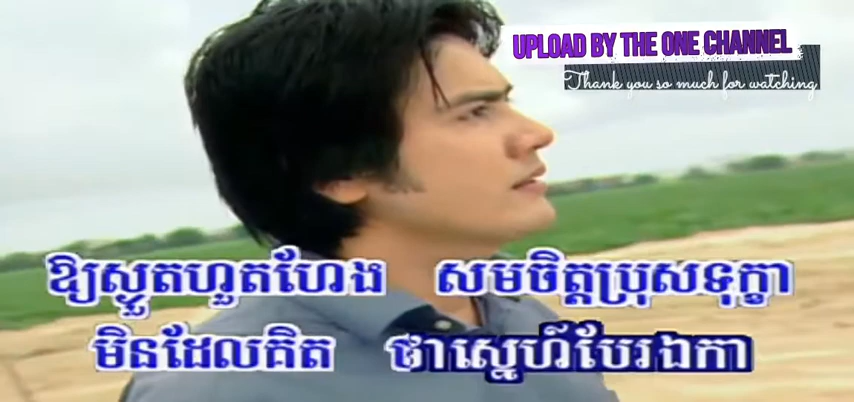 UPLOAD BY THE ONE CHANNEL
Thank you so much for watching
ឱ្យស្ងួតហួតហែង សមចិត្តប្រុសទុក្ខា
មិនដែលគិត ថាស្នេហ៍បែរឯកា